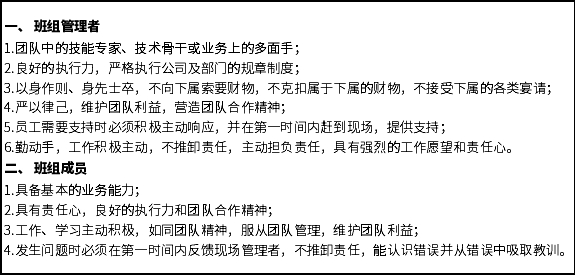 一、 班组管理者
1.团队中的技能专家、技术骨干或业务上的多面手；
2.良好的执行力，严格执行公司及部门的规章制度；
3.以身作则、身先士卒，不向下属索要财物，不克扣属于下属的财物，不接受下属的各类宴请；
4.严以律己，维护团队利益，营造团队合作精神；
5.员工需要支持时必须积极主动响应，并在第一时间内赶到现场，提供支持；
6.勤动手，工作积极主动，不推卸责任，主动担负责任，具有强烈的工作愿望和责任心。
二、 班组成员
1.具备基本的业务能力；
2.具有责任心，良好的执行力和团队合作精神；
3.工作、学习主动积极，如同团队精神，服从团队管理，维护团队利益；
4.发生问题时必须在第一时间内反馈现场管理者，不推卸责任，能认识错误并从错误中吸取教训。